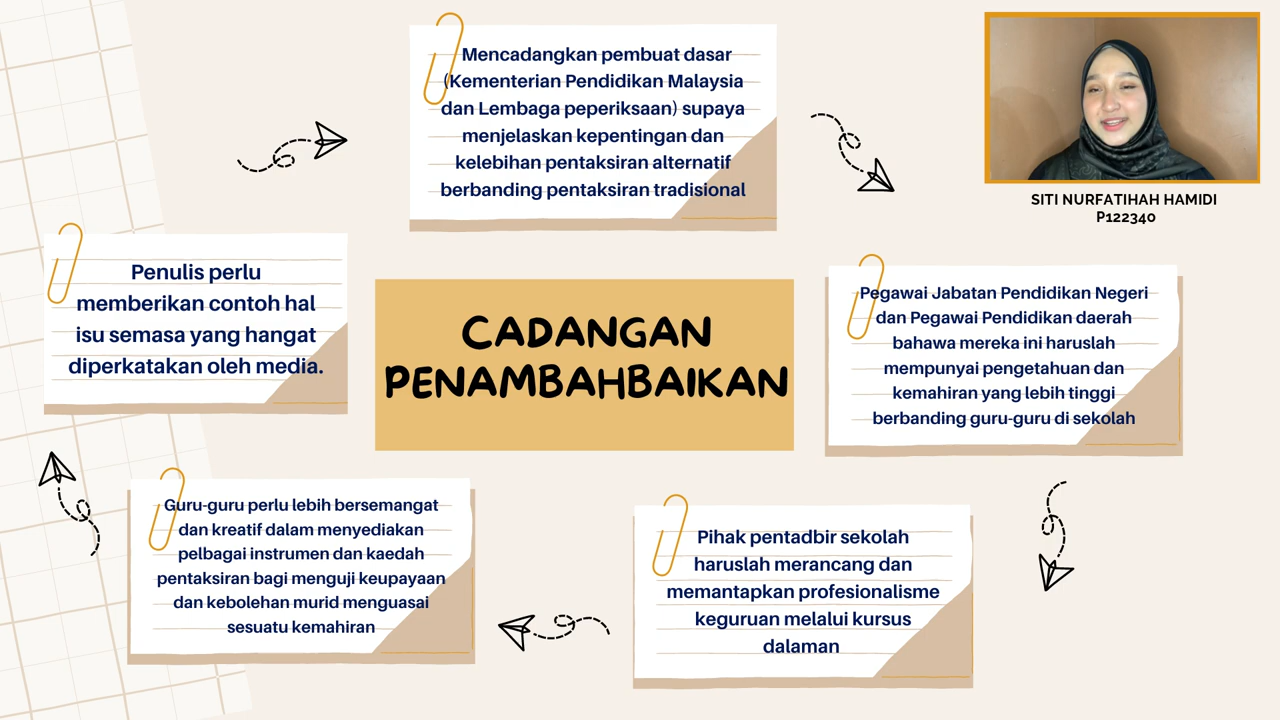 Mencadangkan pembuat dasar
(Kementerian Pendidikan Malaysia
dan Lembaga peperiksaan) supaya
menjelaskan kepentingan dan
kelebihan pentaksiran alternatif
berbanding pentaksiran tradisional
SITI NURFATIHAH HAMIDI
P122340
Penulis perlu
memberikan contoh hal
isu semasa yang hangat
diperkatakan oleh media.
CADANGAN
PENAMBAHBAIKAN
Pegawai Jabatan Pendidikan Negeri
dan Pegawai Pendidikan daerah
bahawa mereka ini haruslah
mempunyai pengetahuan dan
kemahiran yang lebih tinggi
berbanding guru-guru di sekolah
Guru-guru perlu lebih bersemangat
dan kreatif dalam menyediakan
pelbagai instrumen dan kaedah
pentaksiran bagi menguji keupayaan
dan kebolehan murid menguasai
sesuatu kemahiran
Pihak pentadbir sekolah
haruslah merancang dan
memantapkan profesionalisme
keguruan melalui kursus
dalaman